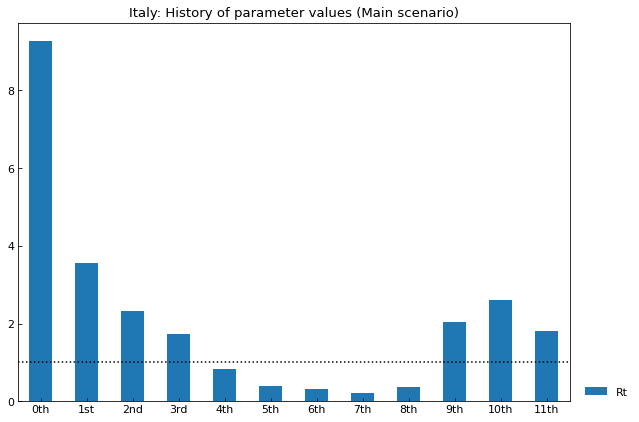 Italy: History of parameter values (Main scenario)
8
6
4
2
0
0th 1st 2nd 3rd 4th 5th 6th 7th 8th 9th 10th 11th
Rt